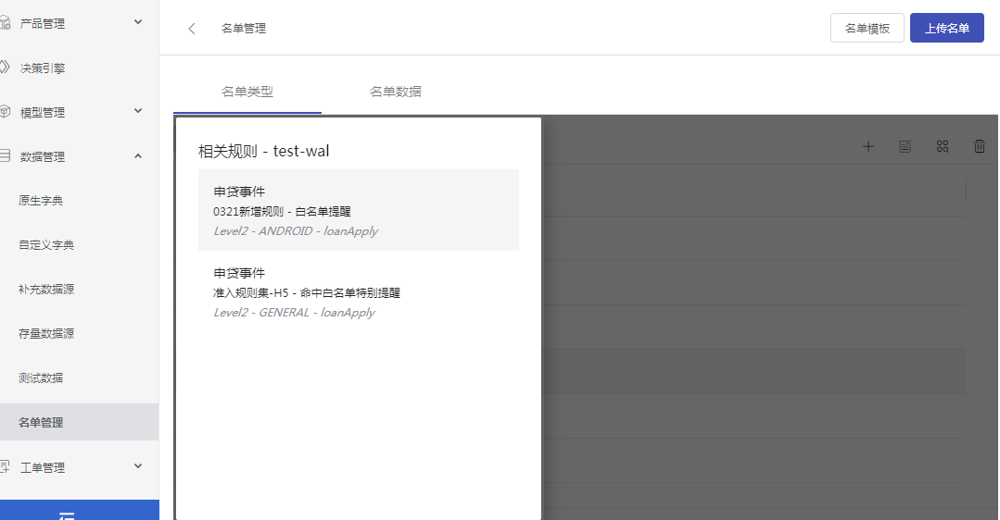 产品管理
决策引擎
模型管理
数据管理
原生字典
自定义字典
补充数据源
存量数据源
测试数据
名单管理
工单管理
名单管理
名单模板
上传名单
名单类型
名单数据
相关规则 - test-wal
申贷事件
0321新增规则 - 白名单提醒
Level2 - ANDROID - loanApply
申贷事件
准入规则集-H5 - 命中白名单特别提醒
Level2 - GENERAL - loanApply